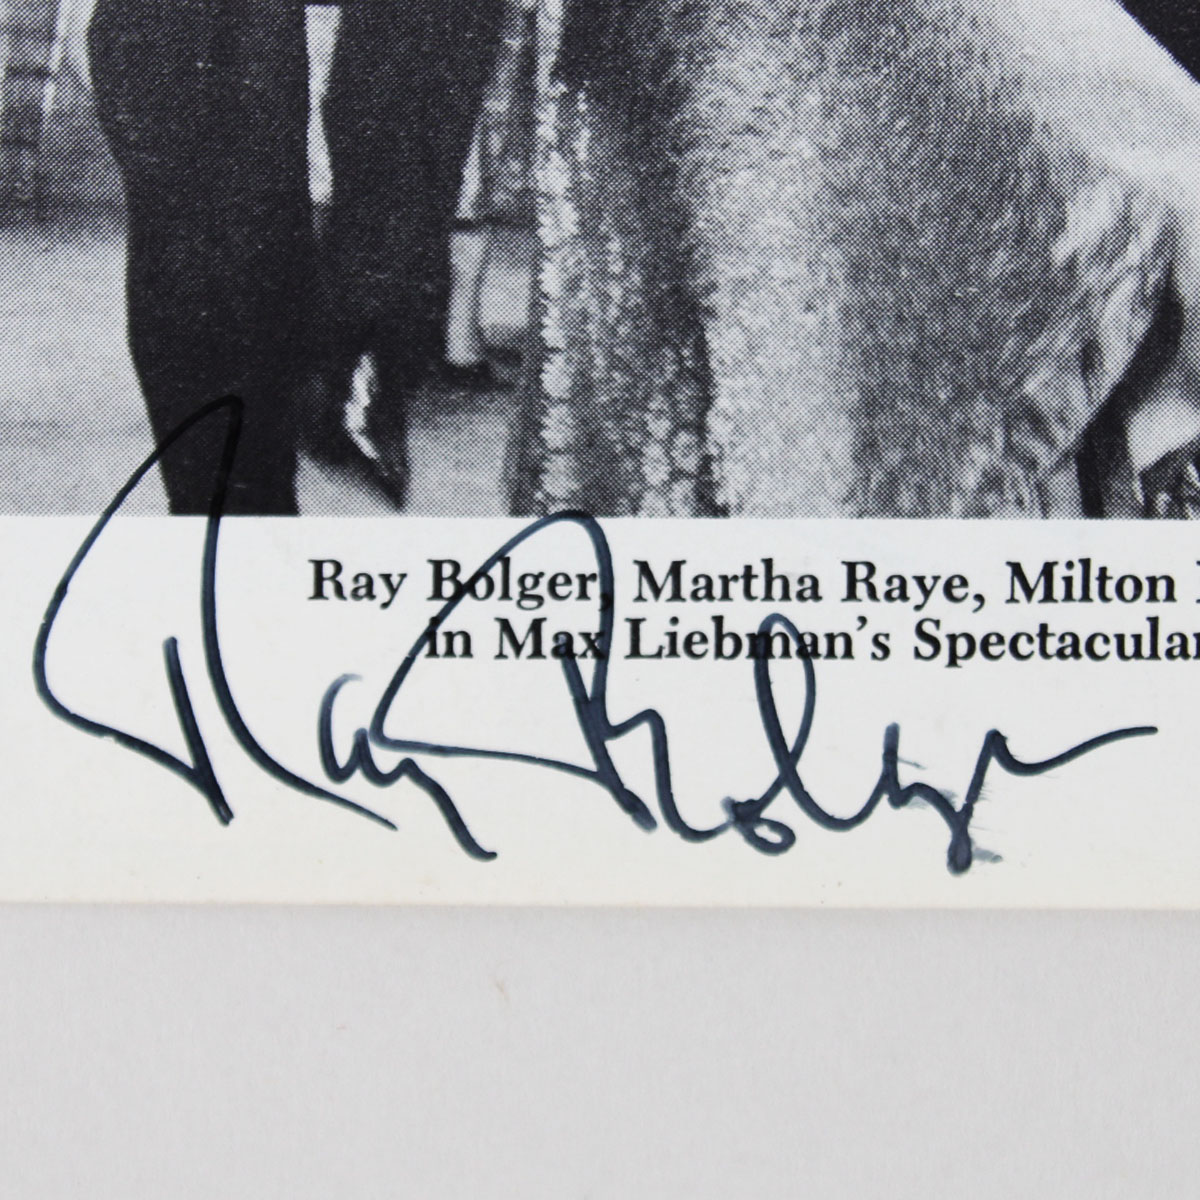 Ray Bolger, Martha Raye, Milton
in Max Liebman's Spectacular
Ray Bolger